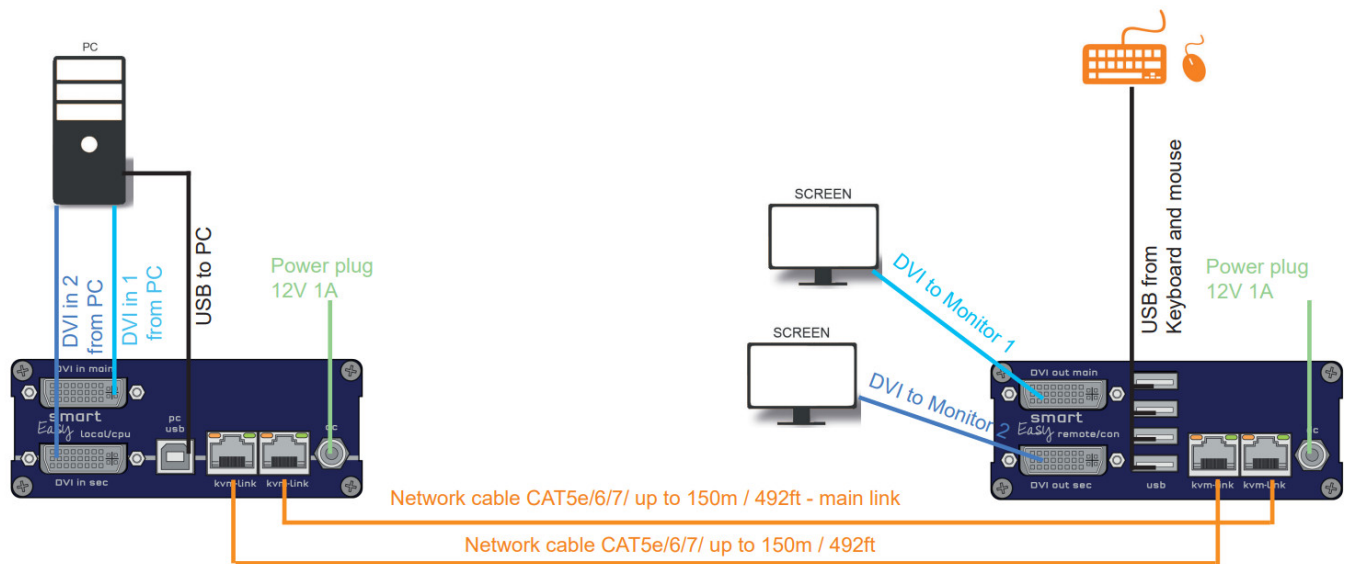 PC
DVI in 2
from PC
DVI in 1
from PC
USB to PC
Power plug
12V 1A
DVI in main
smart
Easy local/cpu
pc
usb
dc
DVI in sec
kvm-link
kvm-link
SCREEN
DVI to Monitor 1
SCREEN
DVI to Monitor 2
USB from
Keyboard and mouse
Power plug
12V 1A
DVI out main
smart
Easy remote/con
dc
DVI out sec
usb
kvm-link
kvm-link
Network cable CAT5e/6/7/ up to 150m / 492ft - main link
Network cable CAT5e/6/7/ up to 150m / 492ft